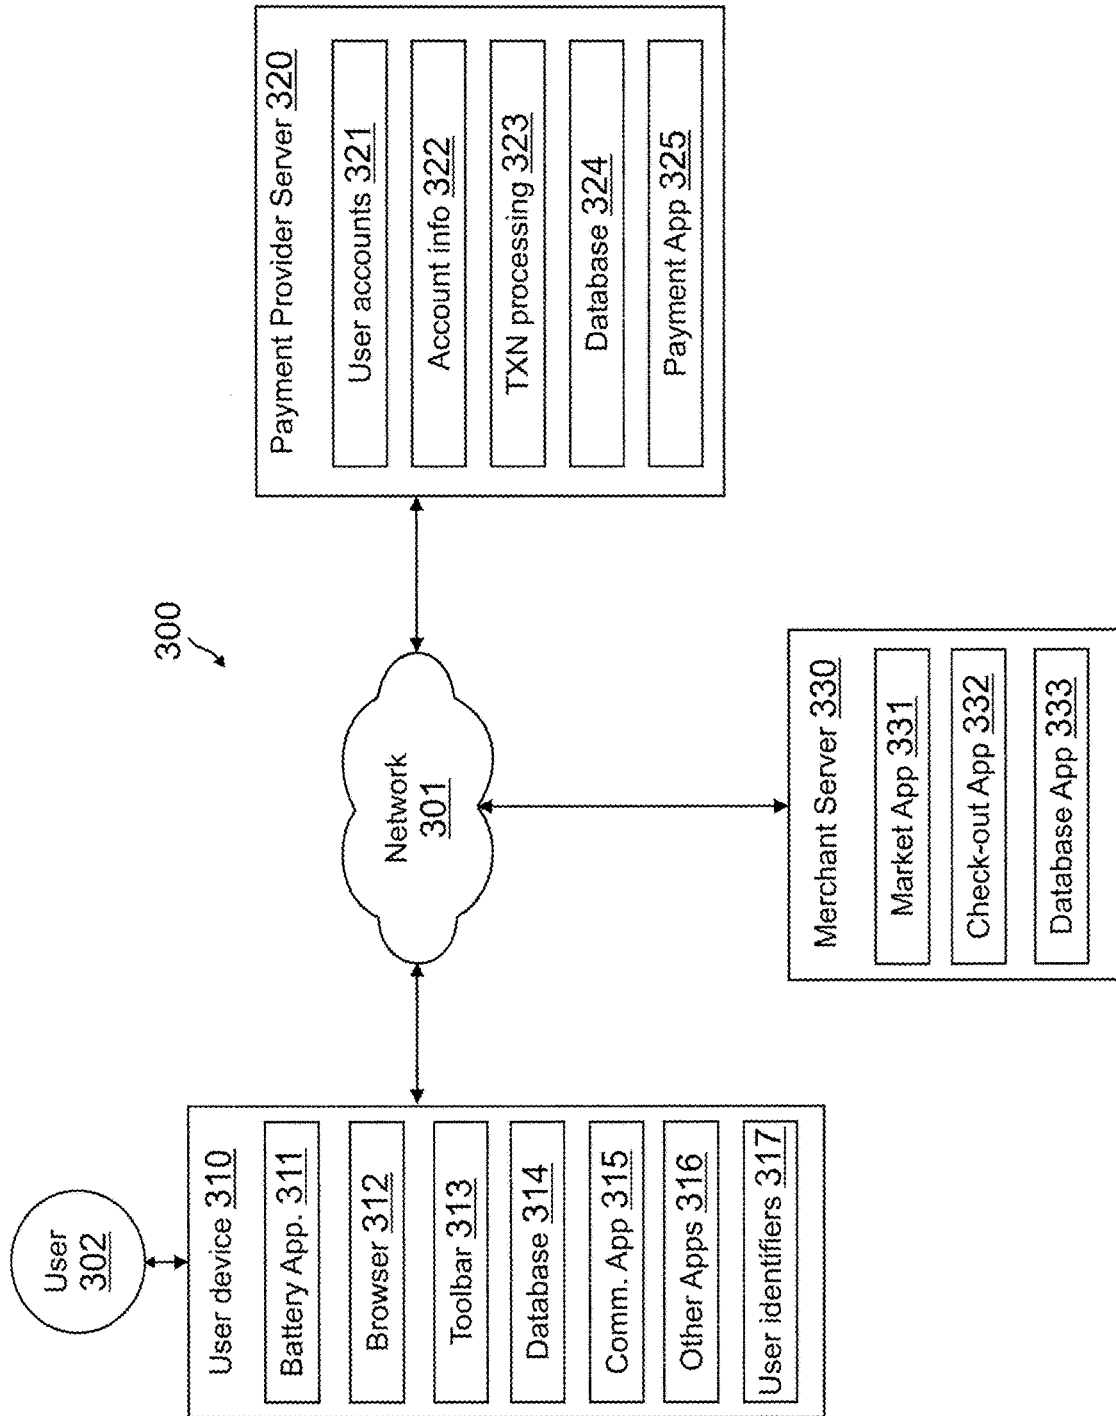 300
User
302
User device 310
Battery App. 311
Browser 312
Toolbar 313
Database 314
Comm. App 315
Other Apps 316
User identifiers 317
Network
301
Payment Provider Server 320
User accounts 321
Account info 322
TXN processing 323
Database 324
Payment App 325
Merchant Server 330
Market App 331
Check-out App 332
Database App 333